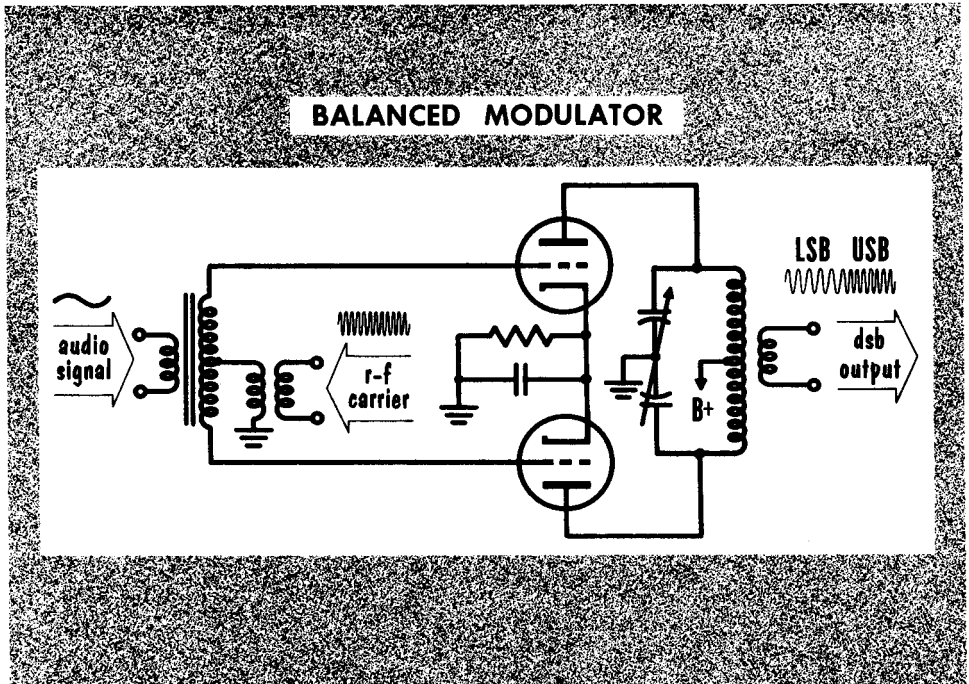 BALANCED MODULATOR
audio
signal
r-f
carrier
B+
LSB USB
dsb
output